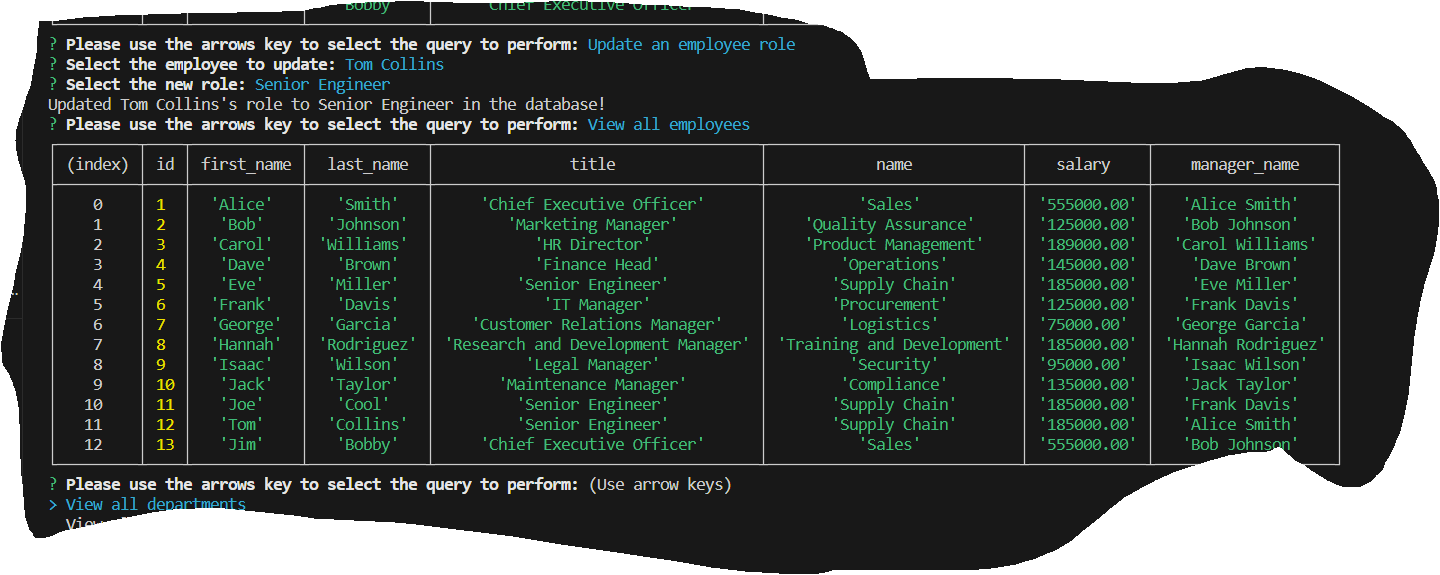 Bobby' 'Chief Executive Officer'
? Please use the arrows key to select the query to perform: Update an employee role
? Select the employee to update: Tom Collins
? Select the new role: Senior Engineer
Updated Tom Collins's role to Senior Engineer in the database!
? Please use the arrows key to select the query to perform: View all employees
(index) id first_name last_name title name salary manager_name
0 1 'Alice' 'Smith' 'Chief Executive Officer' 'Sales' '555000.00' 'Alice Smith'
1 2 'Bob' 'Johnson' 'Marketing Manager' 'Quality Assurance' '125000.00' 'Bob Johnson'
2 3 'Carol' 'Williams' 'HR Director' 'Product Management' '189000.00' 'Carol Williams'
3 4 'Dave' 'Brown' 'Finance Head' 'Operations' '145000.00' 'Dave Brown'
4 5 'Eve' 'Miller' 'Senior Engineer' 'Supply Chain' '185000.00' 'Eve Miller'
5 6 'Frank' 'Davis' 'IT Manager' 'Procurement' '125000.00' 'Frank Davis'
6 7 'George' 'Garcia' 'Customer Relations Manager' 'Logistics' '75000.00' 'George Garcia'
7 8 'Hannah' 'Rodriguez' 'Research and Development Manager' 'Training and Development' '185000.00' 'Hannah Rodriguez'
8 9 'Isaac' 'Wilson' 'Legal Manager' 'Security' '95000.00' 'Isaac Wilson'
9 10 'Jack' 'Taylor' 'Maintenance Manager' 'Compliance' '135000.00' 'Jack Taylor'
10 11 'Joe' 'Cool' 'Senior Engineer' 'Supply Chain' '185000.00' 'Frank Davis'
11 12 'Tom' 'Collins' 'Senior Engineer' 'Supply Chain' '185000.00' 'Alice Smith'
12 13 'Jim' 'Bobby' 'Chief Executive Officer' 'Sales' '555000.00' 'Bob Johnson'
? Please use the arrows key to select the query to perform: (Use arrow keys)
> View all departments